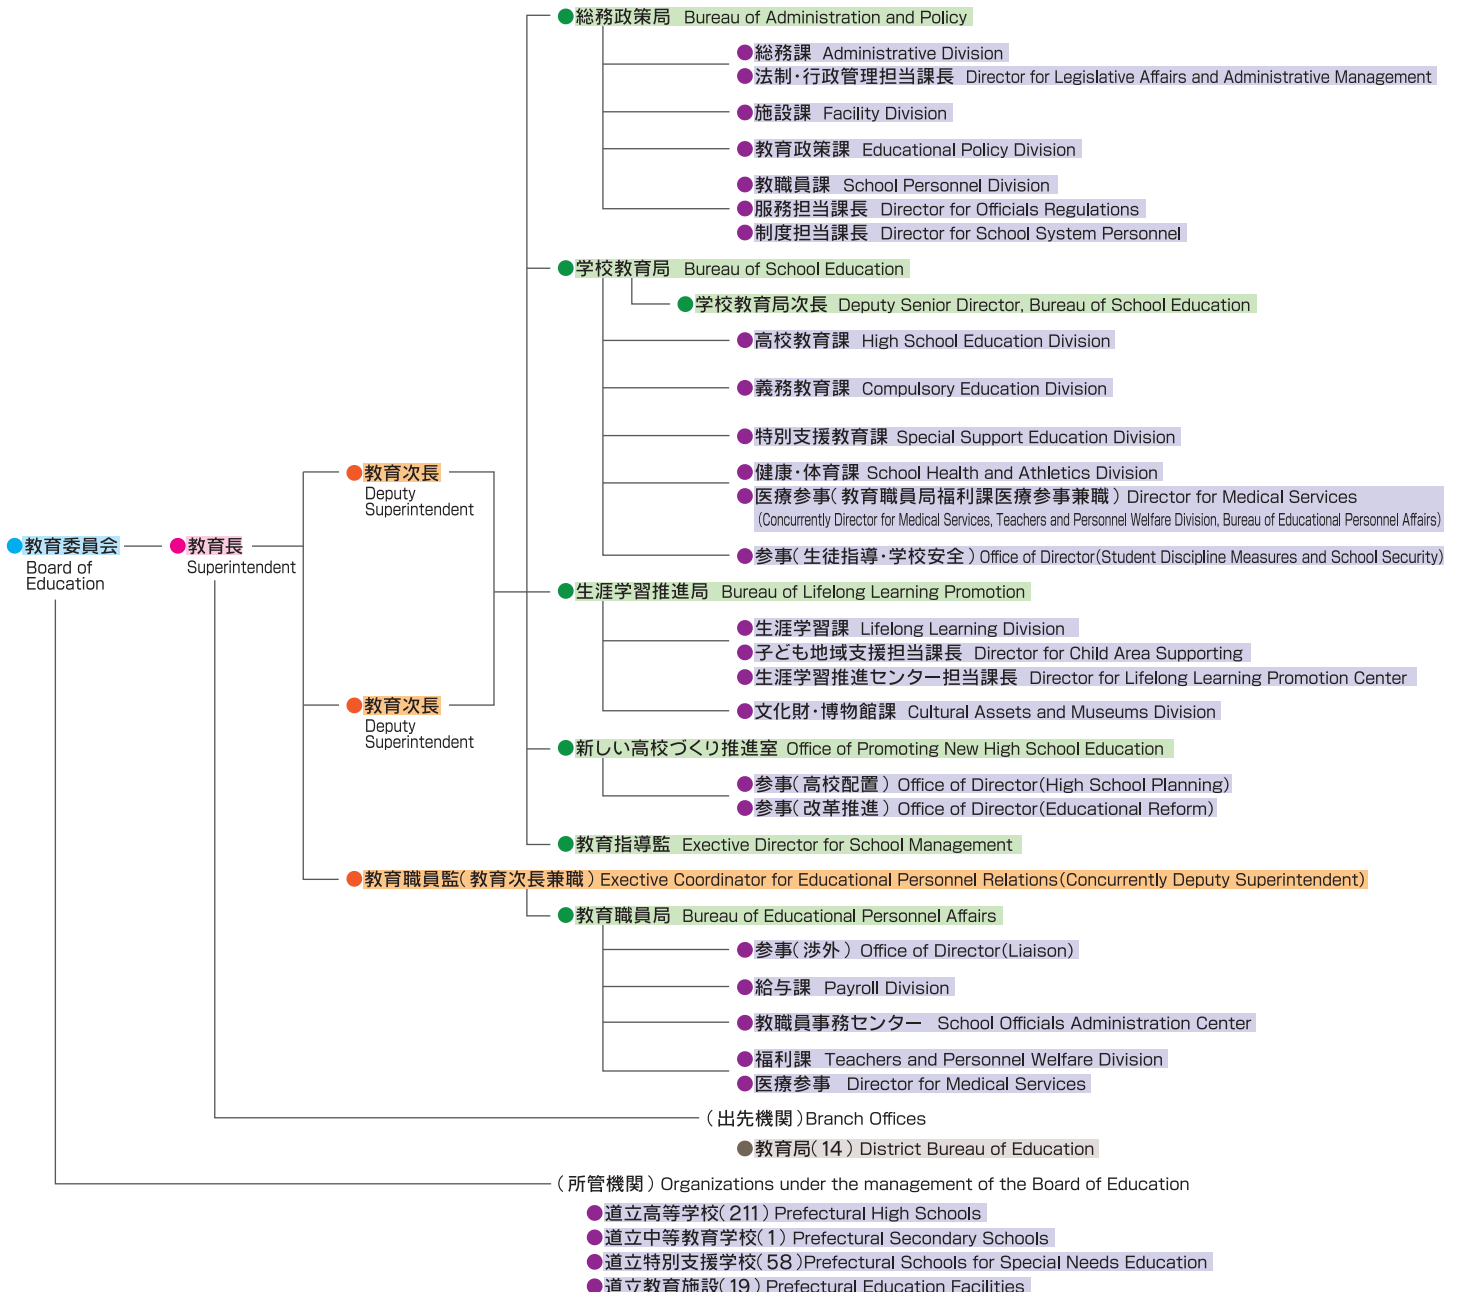 総務政策局 Bureau of Administration and Policy
総務課 Administrative Division
法制・行政管理担当課長 Director for Legislative Affairs and Administrative Management
施設課 Facility Division
教育政策課 Educational Policy Division
教職員課 School Personnel Division
服務担当課長 Director for Officials Regulations
制度担当課長 Director for School System Personnel
学校教育局 Bureau of School Education
学校教育局次長 Deputy Senior Director, Bureau of School Education
高校教育課 High School Education Division
義務教育課 Compulsory Education Division
特別支援教育課 Special Support Education Division
健康・体育課 School Health and Athletics Division
医療参事(教育職員局福利課医療参事兼職) Director for Medical Services
(Concurrently Director for Medical Services, Teachers and Personnel Welfare Division, Bureau of Educational Personnel Affairs)
参事(生徒指導・学校安全) Office of Director(Student Discipline Measures and School Security)
教育次長
Deputy
Superintendent
教育委員会
Board of
Education
教育長
Superintendent
生涯学習推進局 Bureau of Lifelong Learning Promotion
生涯学習課 Lifelong Learning Division
子ども地域支援担当課長 Director for Child Area Supporting
生涯学習推進センター担当課長 Director for Lifelong Learning Promotion Center
文化財・博物館課 Cultural Assets and Museums Division
教育次長
Deputy
Superintendent
新しい高校づくり推進室 Office of Promoting New High School Education
参事(高校配置) Office of Director(High School Planning)
参事(改革推進) Office of Director(Educational Reform)
教育指導監 Exective Director for School Management
教育職員監(教育次長兼職) Exective Coordinator for Educational Personnel Relations(Concurrently Deputy Superintendent)
教育職員局 Bureau of Educational Personnel Affairs
参事(渉外) Office of Director(Liaison)
給与課 Payroll Division
教職員事務センター School Officials Administration Center
福利課 Teachers and Personnel Welfare Division
医療参事 Director for Medical Services
(出先機関)Branch Offices
教育局(14) District Bureau of Education
(所管機関) Organizations under the management of the Board of Education
道立高等学校(211) Prefectural High Schools
道立中等教育学校(1) Prefectural Secondary Schools
道立特別支援学校(58)Prefectural Schools for Special Needs Education
道立教育施設(19) Prefectural Education Facilities